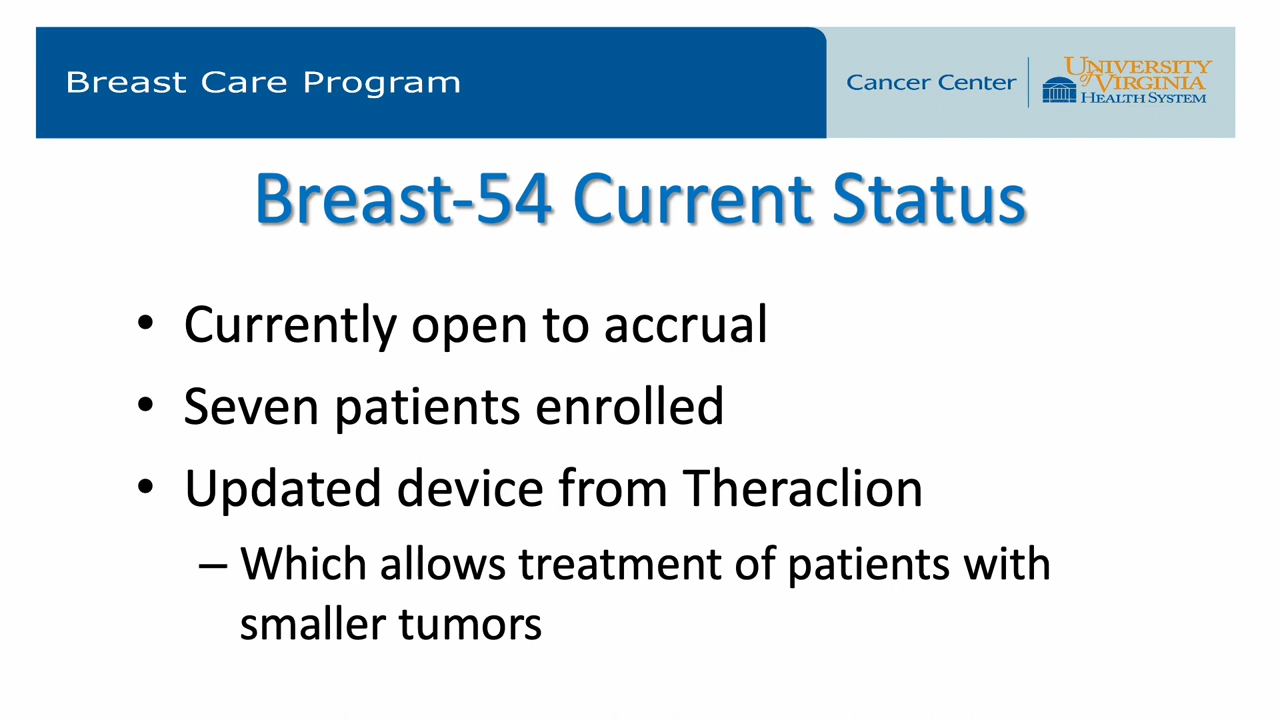 Breast Care Program
Cancer Center
UNIVERSITY
of VIRGINIA
HEALTH SYSTEM
Breast-54 Current Status
• Currently open to accrual
• Seven patients enrolled
• Updated device from Theraclion
– Which allows treatment of patients with
smaller tumors